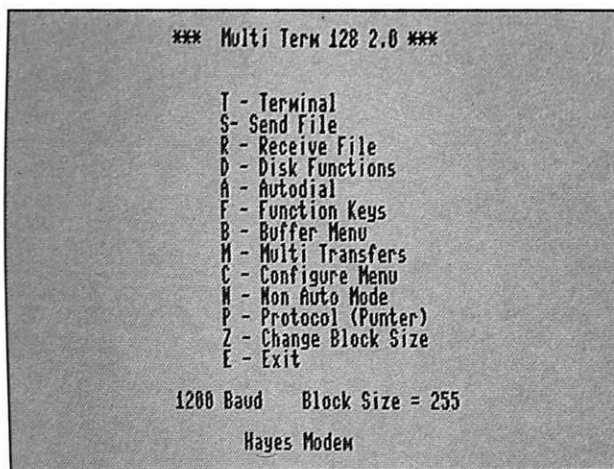 *** Multi Term 128 2.0 ***
T - Terminal
S- Send File
R - Receive File
D - Disk Functions
A - Autodial
F - Function Keys
B - Buffer Menu
M - Multi Transfers
C - Configure Menu
N - Non Auto Mode
P - Protocol (Punter)
Z - Change Block Size
E - Exit
1200 Baud Block Size = 255
Hayes Modem